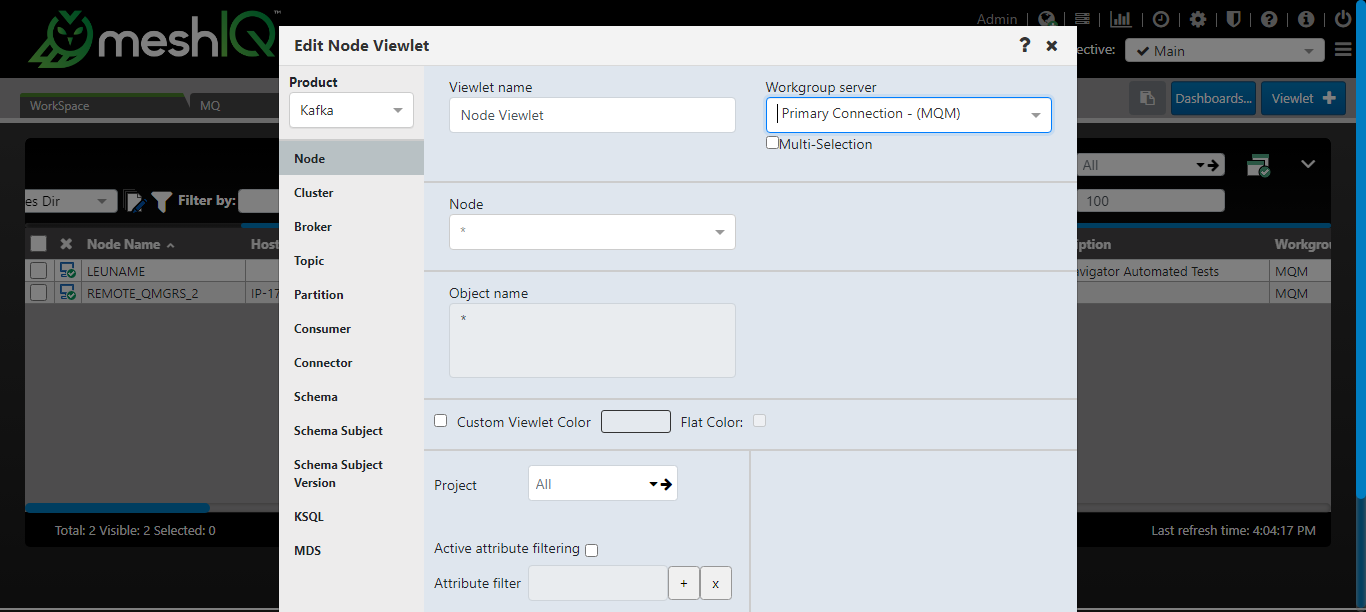 meshIQ™
Admin
ective:
Main
WorkSpace
MQ
Dashboards...
Viewlet
Edit Node Viewlet
?
Product
Kafka
Node
Cluster
Broker
Topic
Partition
Consumer
Connector
Schema
Schema Subject
Schema Subject
Version
KSQL
MDS
Viewlet name
Node Viewlet
Workgroup server
Primary Connection - (MQM)
Multi-Selection
Node
*
Object name
*
Custom Viewlet Color
Flat Color:
Project
All
Active attribute filtering
Attribute filter
+
x
es Dir
Filter by:
All
100
Node Name
Host
iption
Workgrou
LEUNAME
avigator Automated Tests
MQM
REMOTE_QMGRS_2
IP-17
MQM
Total: 2 Visible: 2 Selected: 0
Last refresh time: 4:04:17 PM